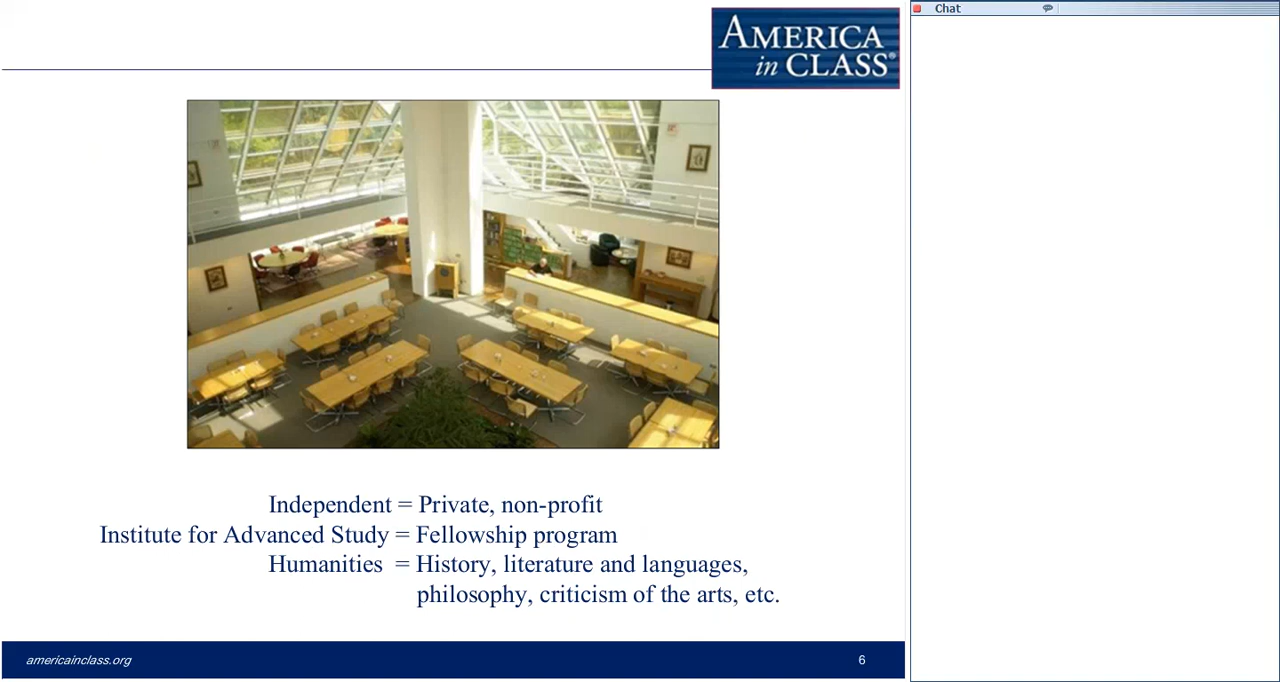 AMERICA
in CLASS®
Independent = Private, non-profit
Institute for Advanced Study = Fellowship program
Humanities = History, literature and languages,
philosophy, criticism of the arts, etc.
americainclass.org
6
Chat